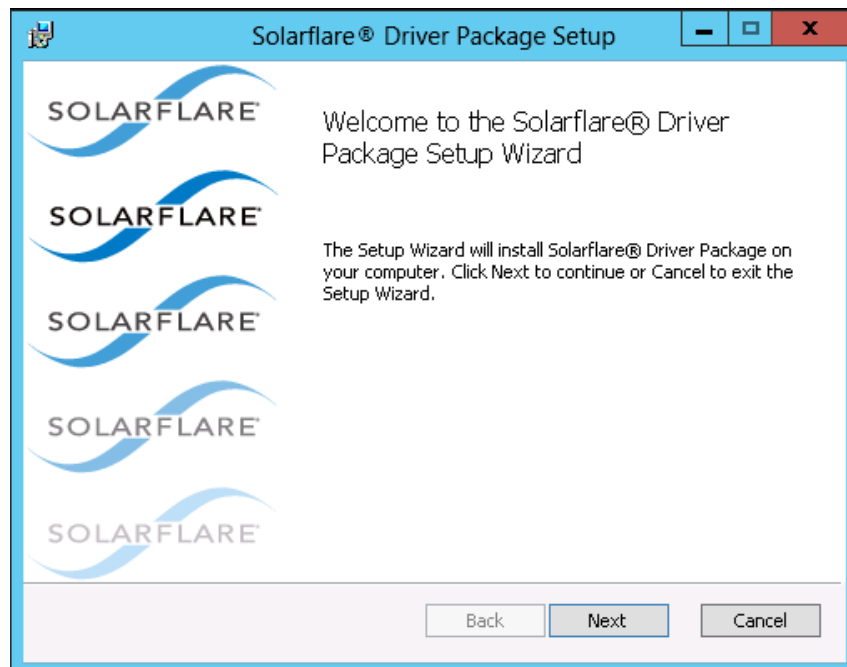 Solarflare® Driver Package Setup
SOLARFLARE®
SOLARFLARE®
SOLARFLARE®
SOLARFLARE®
SOLARFLARE®
Welcome to the Solarflare® Driver
Package Setup Wizard
The Setup Wizard will install Solarflare® Driver Package on
your computer. Click Next to continue or Cancel to exit the
Setup Wizard.
Back
Next
Cancel